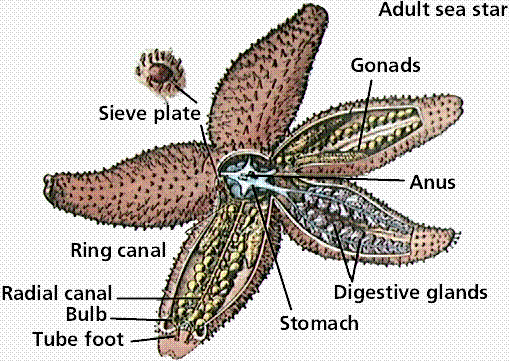 Adult sea star
Gonads
Sieve plate
Anus
Ring canal
Radial canal
Digestive glands
Bulb
Stomach
Tube foot